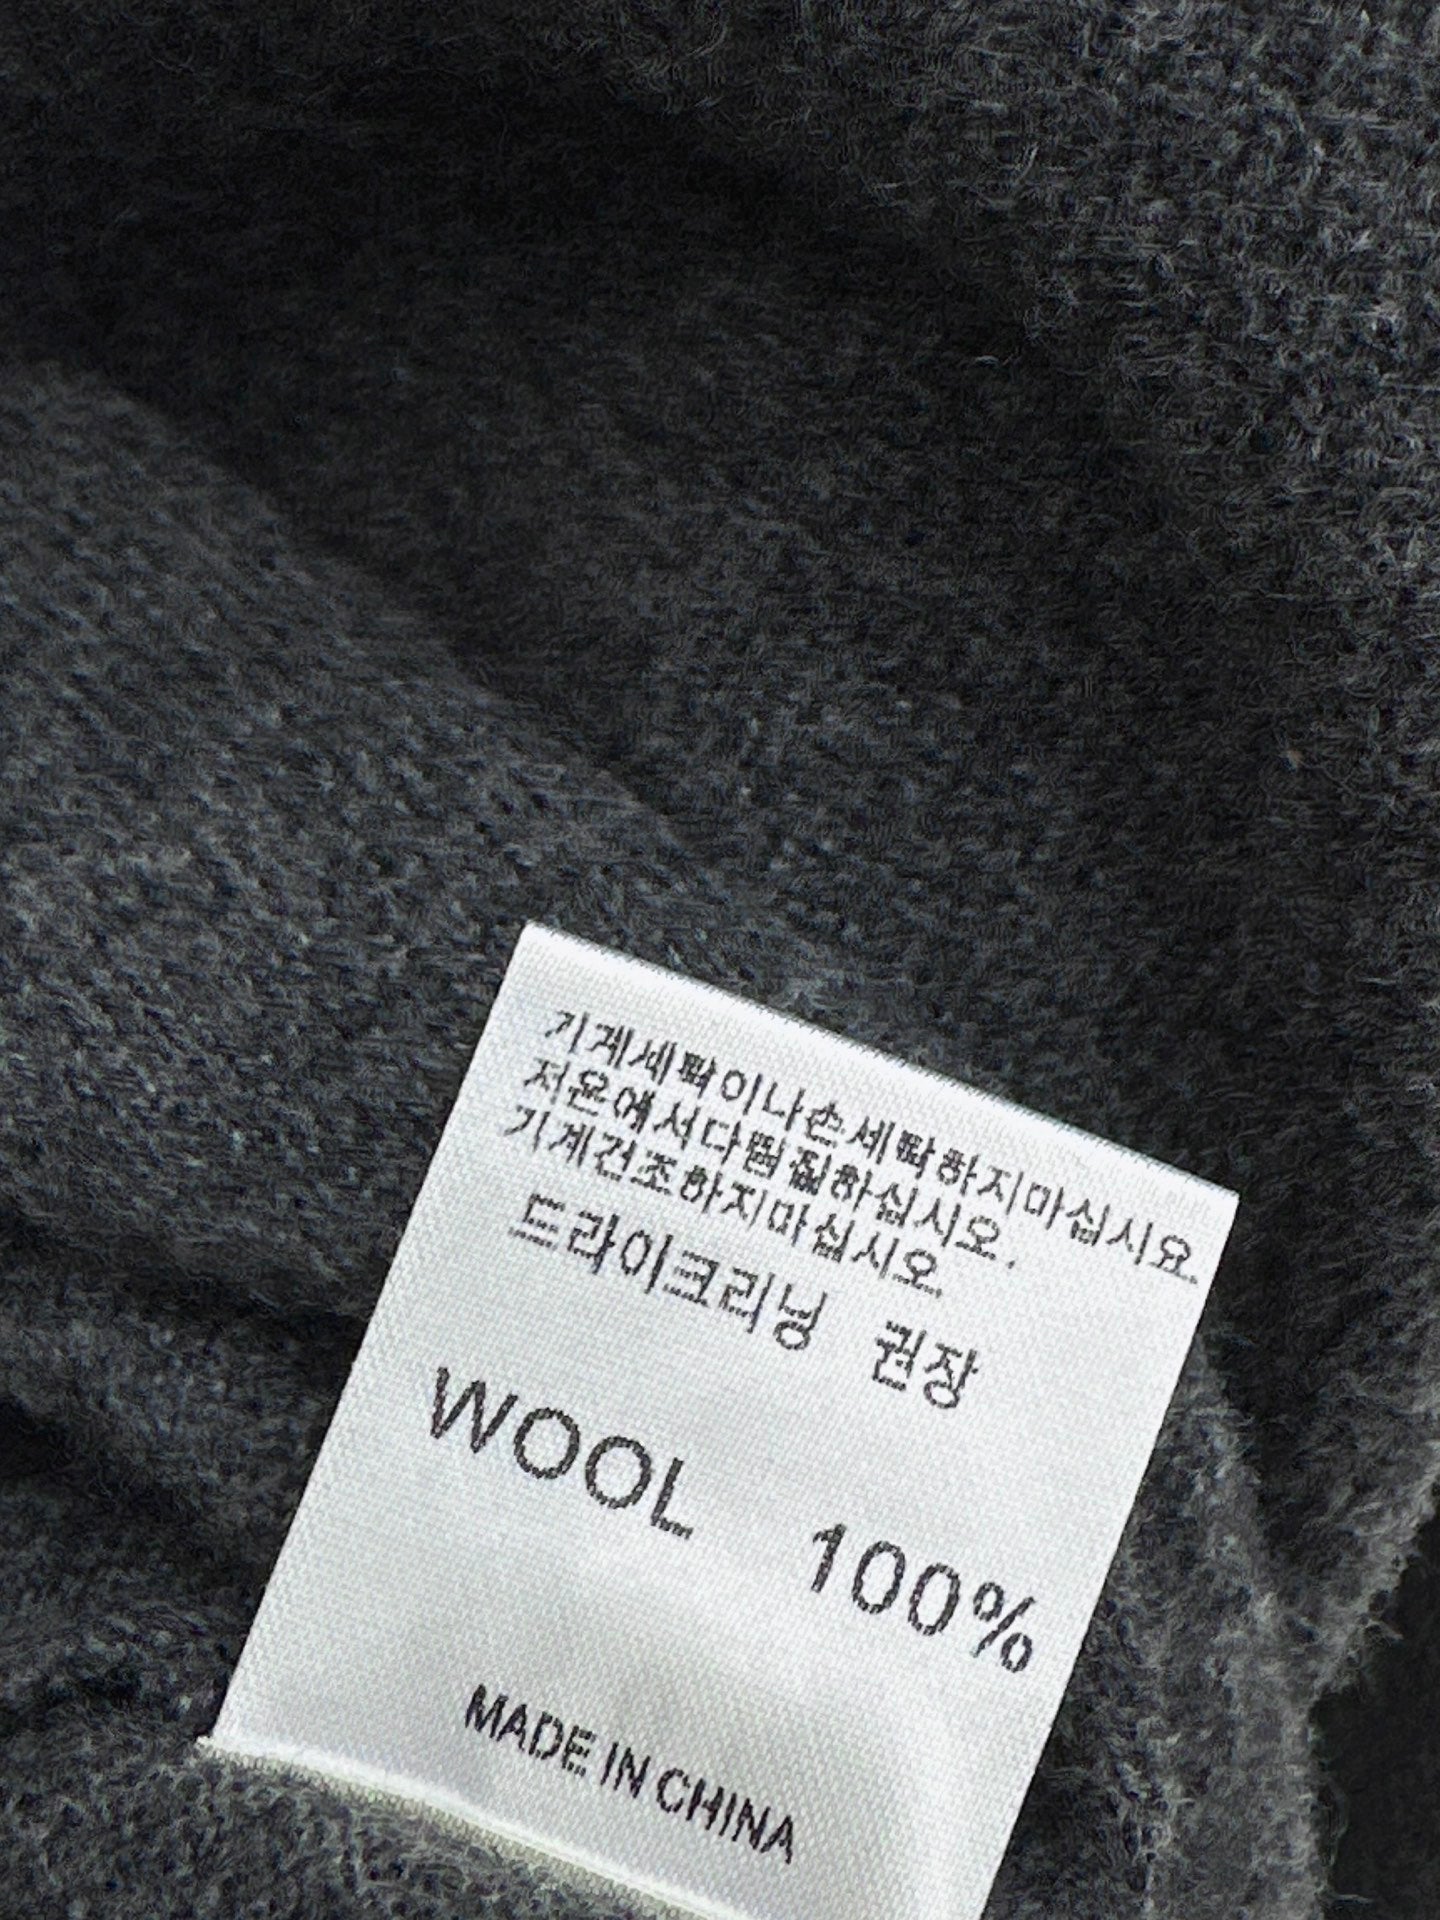 기계세탁이나손세탁하지마십시요.
저온에서다림질하십시오.
기계건조하지마십시오.
드라이크리닝 권장
WOOL 100%
MADE IN CHINA